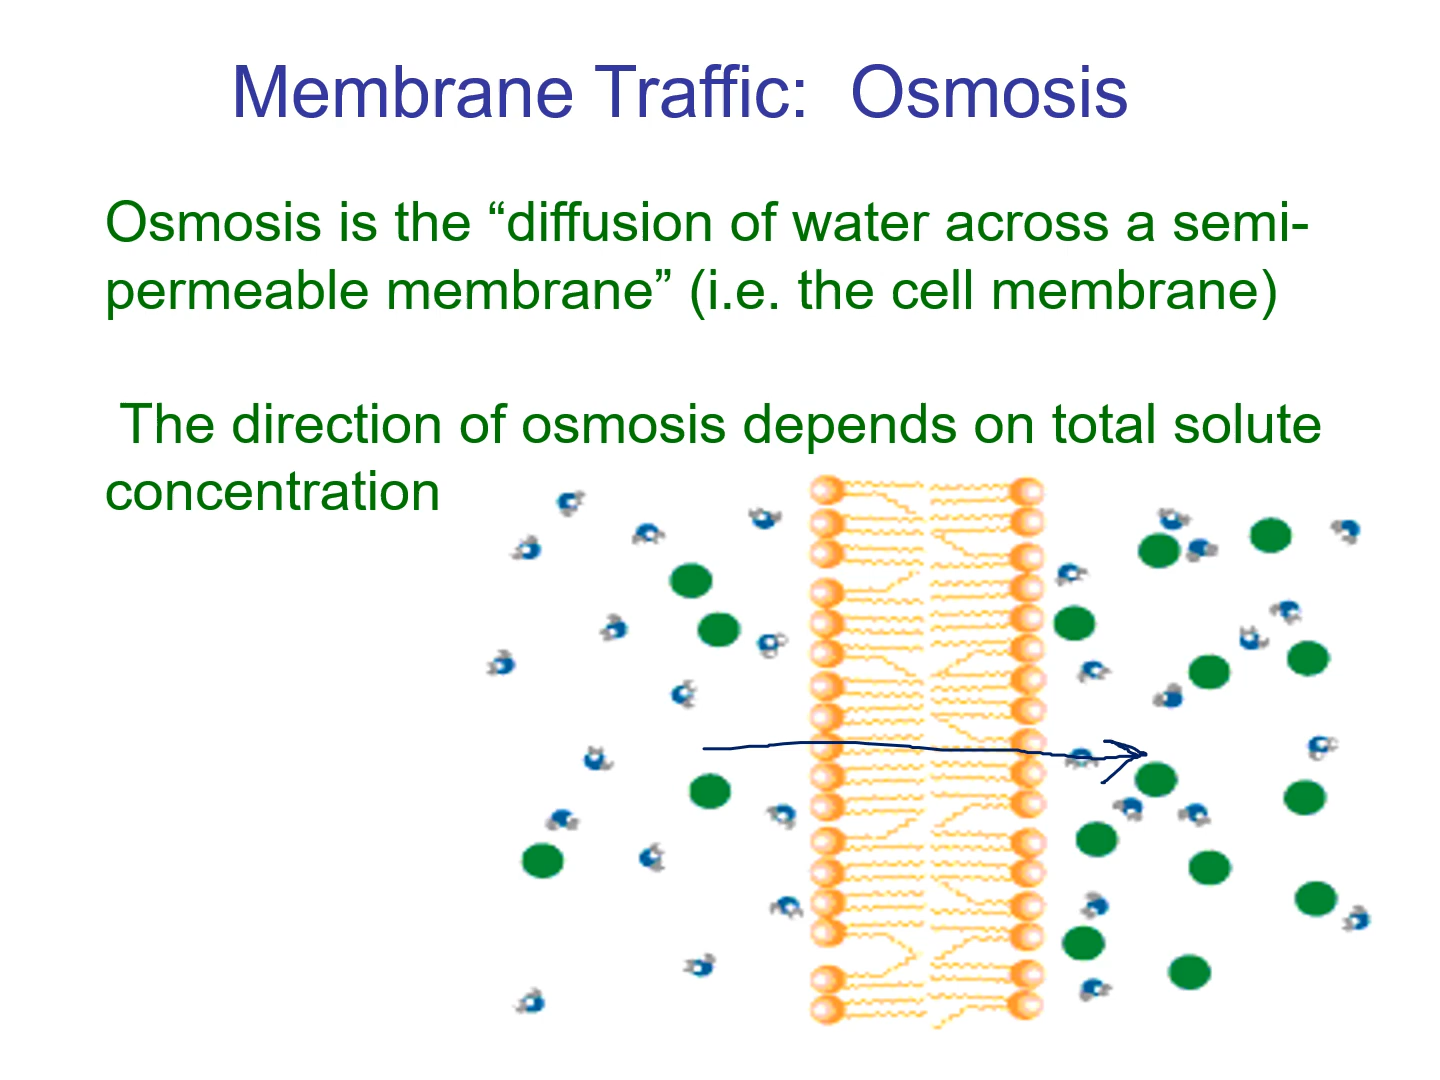 Membrane Traffic:  Osmosis
Osmosis is the “diffusion of water across a semi-
permeable membrane” (i.e. the cell membrane)
The direction of osmosis depends on total solute
concentration